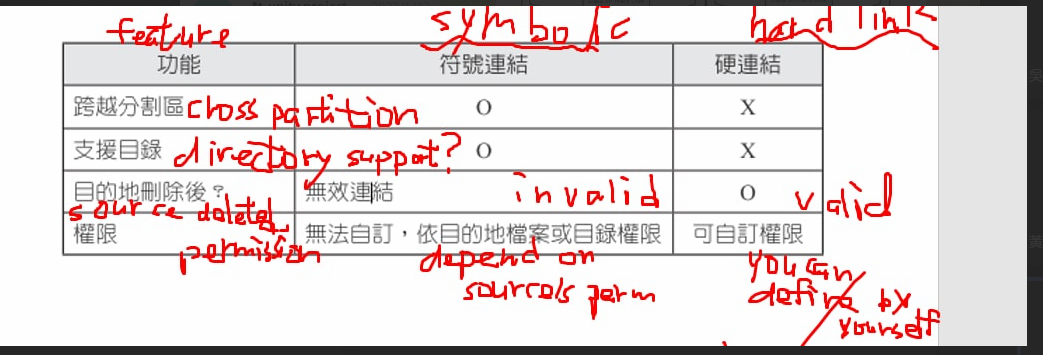 feature symbolic hard link
功能 符號連結 硬連結
跨越分割區 cross partition O X
支援目錄 directory support? O X
目的地刪除後? 無效連結 invalid O valid
source deleted
權限 無法自訂,依目的地檔案或目錄權限 可自訂權限
permission depend on you can
source's perm define by
yourself